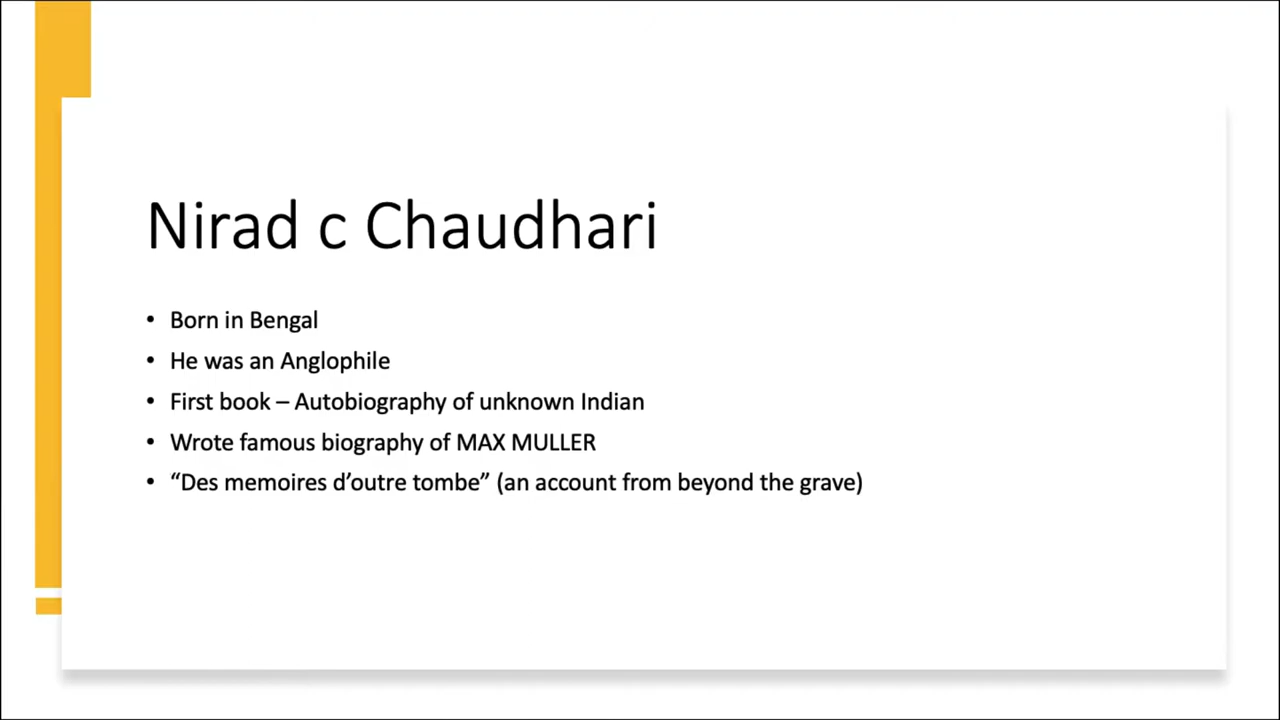 Nirad c Chaudhari
• Born in Bengal
• He was an Anglophile
• First book – Autobiography of unknown Indian
• Wrote famous biography of MAX MULLER
• “Des memoires d’outre tombe” (an account from beyond the grave)